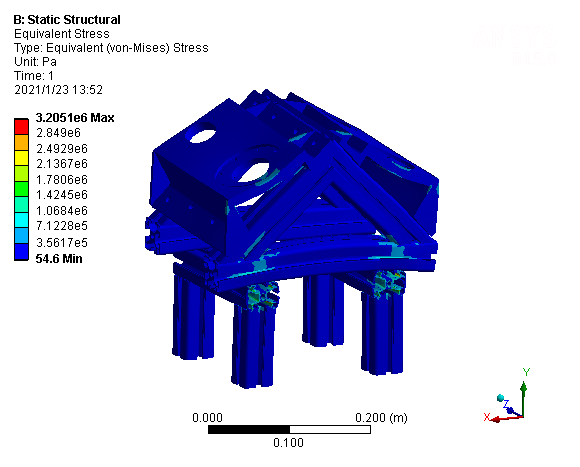 B: Static Structural
Equivalent Stress
Type: Equivalent (von-Mises) Stress
Unit: Pa
Time: 1
2021/1/23 13:52
3.2051e6 Max
2.849e6
2.4929e6
2.1367e6
1.7806e6
1.4245e6
1.0684e6
7.1228e5
3.5617e5
54.6 Min
0.000
0.200 (m)
0.100
Y
Z
X